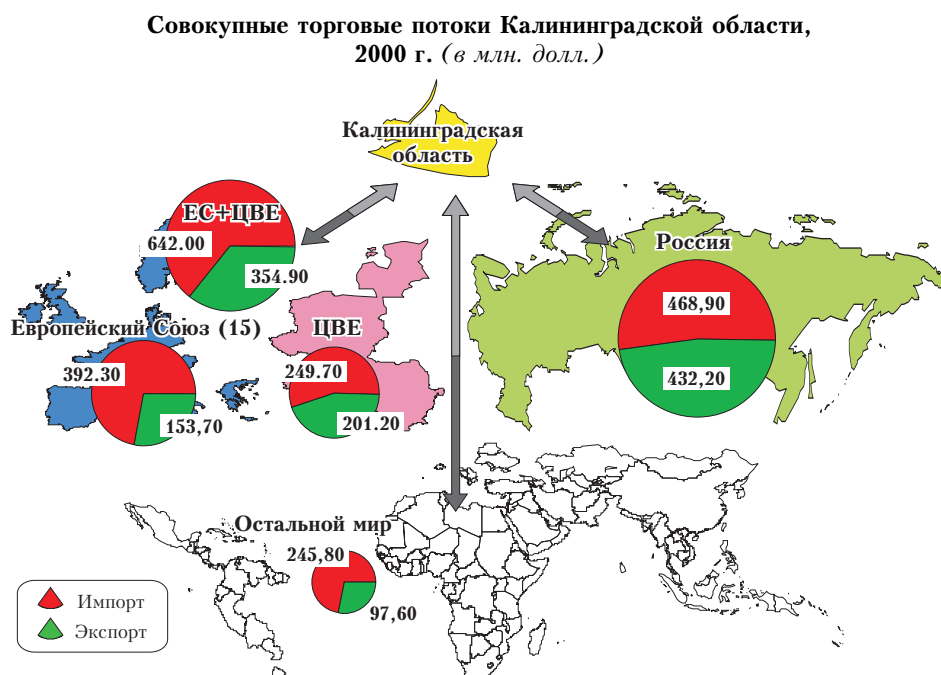 Совокупные торговые потоки Калининградской области,
2000 г. (в млн. долл.)
Калининградская
область
ЕС+ЦВЕ
642.00
354.90
Россия
468,90
432,20
Европейский Союз (15)
392.30
153,70
ЦВЕ
249.70
201.20
Остальной мир
245,80
97,60
Импорт
Экспорт